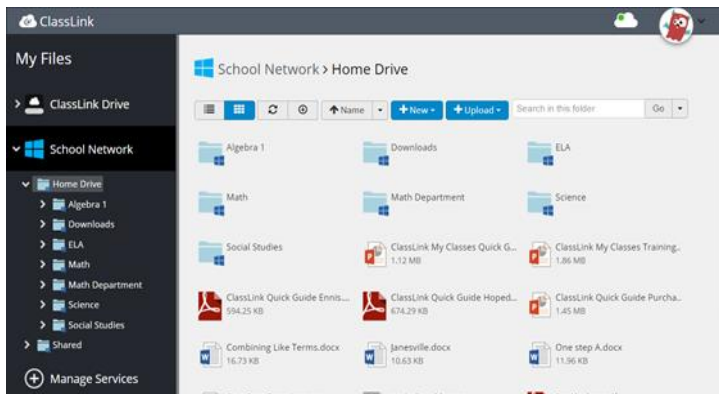 ClassLink
My Files
ClassLink Drive
School Network
Home Drive
Algebra 1
Downloads
ELA
Math
Math Department
Science
Social Studies
Shared
Manage Services
School Network > Home Drive
Name
+New
+Upload
Search in this folder
Go
Algebra 1
Downloads
ELA
Math
Math Department
Science
Social Studies
ClassLink My Classes Quick G...
1.12 MB
ClassLink My Classes Training..
1.86 MB
ClassLink Quick Guide Ennis....
594.25 KB
ClassLink Quick Guide Hoped...
674.29 KB
ClassLink Quick Guide Purcha..
1.45 MB
Combining Like Terms.docx
16.73 KB
Janesville.docx
10.63 KB
One step A.docx
11.96 KB